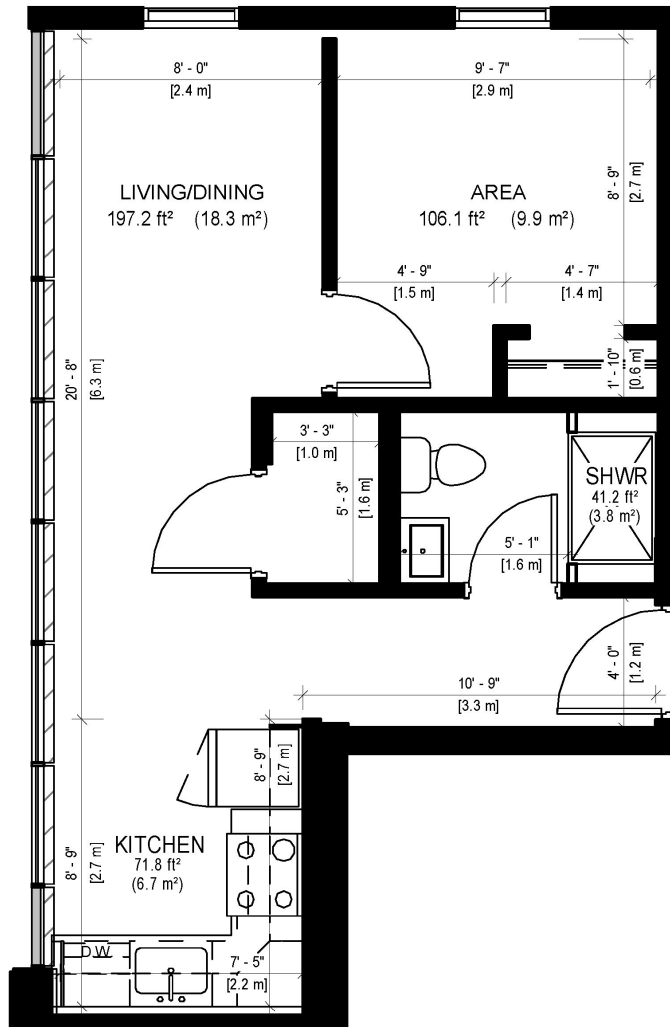 8' - 0"
[2.4 m]
9' - 7"
[2.9 m]
8' - 9"
[2.7 m]
LIVING/DINING
197.2 ft² (18.3 m²)
AREA
106.1 ft² (9.9 m²)
4' - 9"
[1.5 m]
4' - 7"
[1.4 m]
1' - 10"
[0.6 m]
20' - 8"
[6.3 m]
3' - 3"
[1.0 m]
5' - 3"
[1.6 m]
SHWR
41.2 ft²
(3.8 m²)
5' - 1"
[1.6 m]
4' - 0"
[1.2 m]
10' - 9"
[3.3 m]
8' - 9"
[2.7 m]
KITCHEN
71.8 ft²
(6.7 m²)
8' - 9"
[2.7 m]
DW
7' - 5"
[2.2 m]